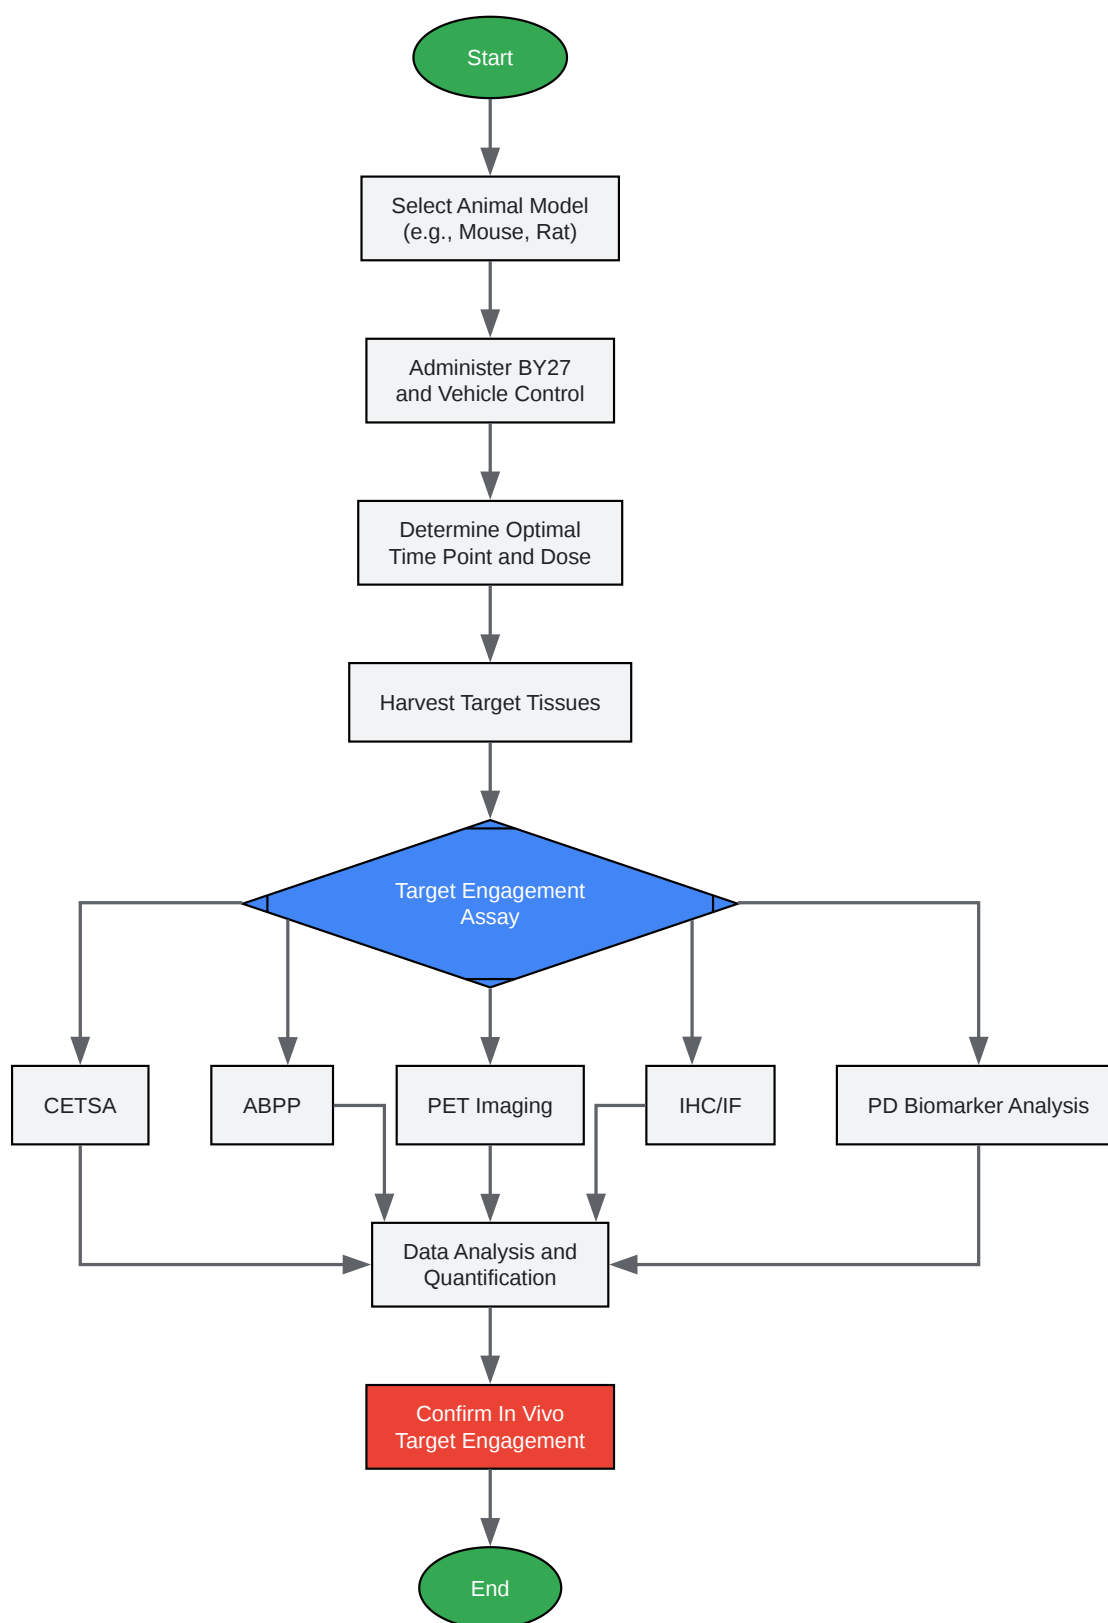 Start
Select Animal Model
(e.g., Mouse, Rat)
Administer BY27
and Vehicle Control
Determine Optimal
Time Point and Dose
Harvest Target Tissues
Target Engagement
Assay
CETSA
ABPP
PET Imaging
IHC/IF
PD Biomarker Analysis
Data Analysis and
Quantification
Confirm In Vivo
Target Engagement
End